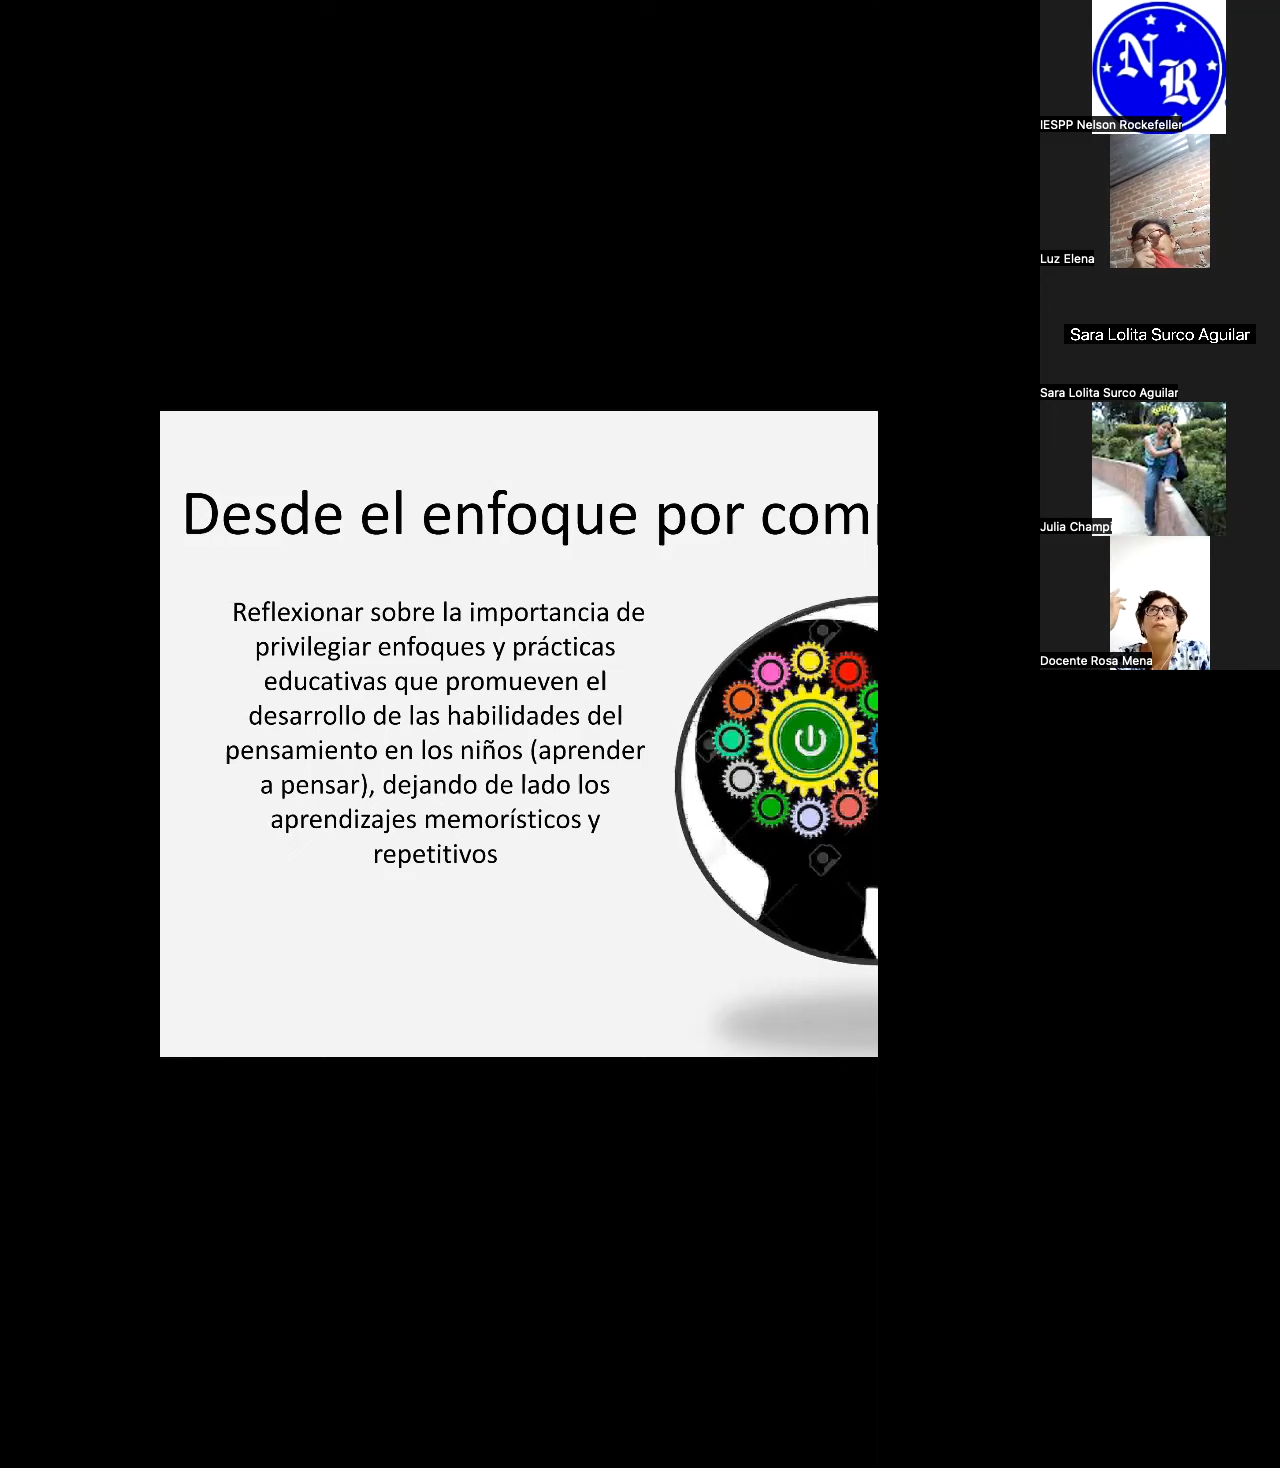 NR
IESPP Nelson Rockefeller
Luz Elena
Sara Lolita Surco Aguilar
Sara Lolita Surco Aguilar
Julia Champi
Docente Rosa Mena
Desde el enfoque por comp
Reflexionar sobre la importancia de
privilegiar enfoques y prácticas
educativas que promueven el
desarrollo de las habilidades del
pensamiento en los niños (aprender
a pensar), dejando de lado los
aprendizajes memorísticos y
repetitivos